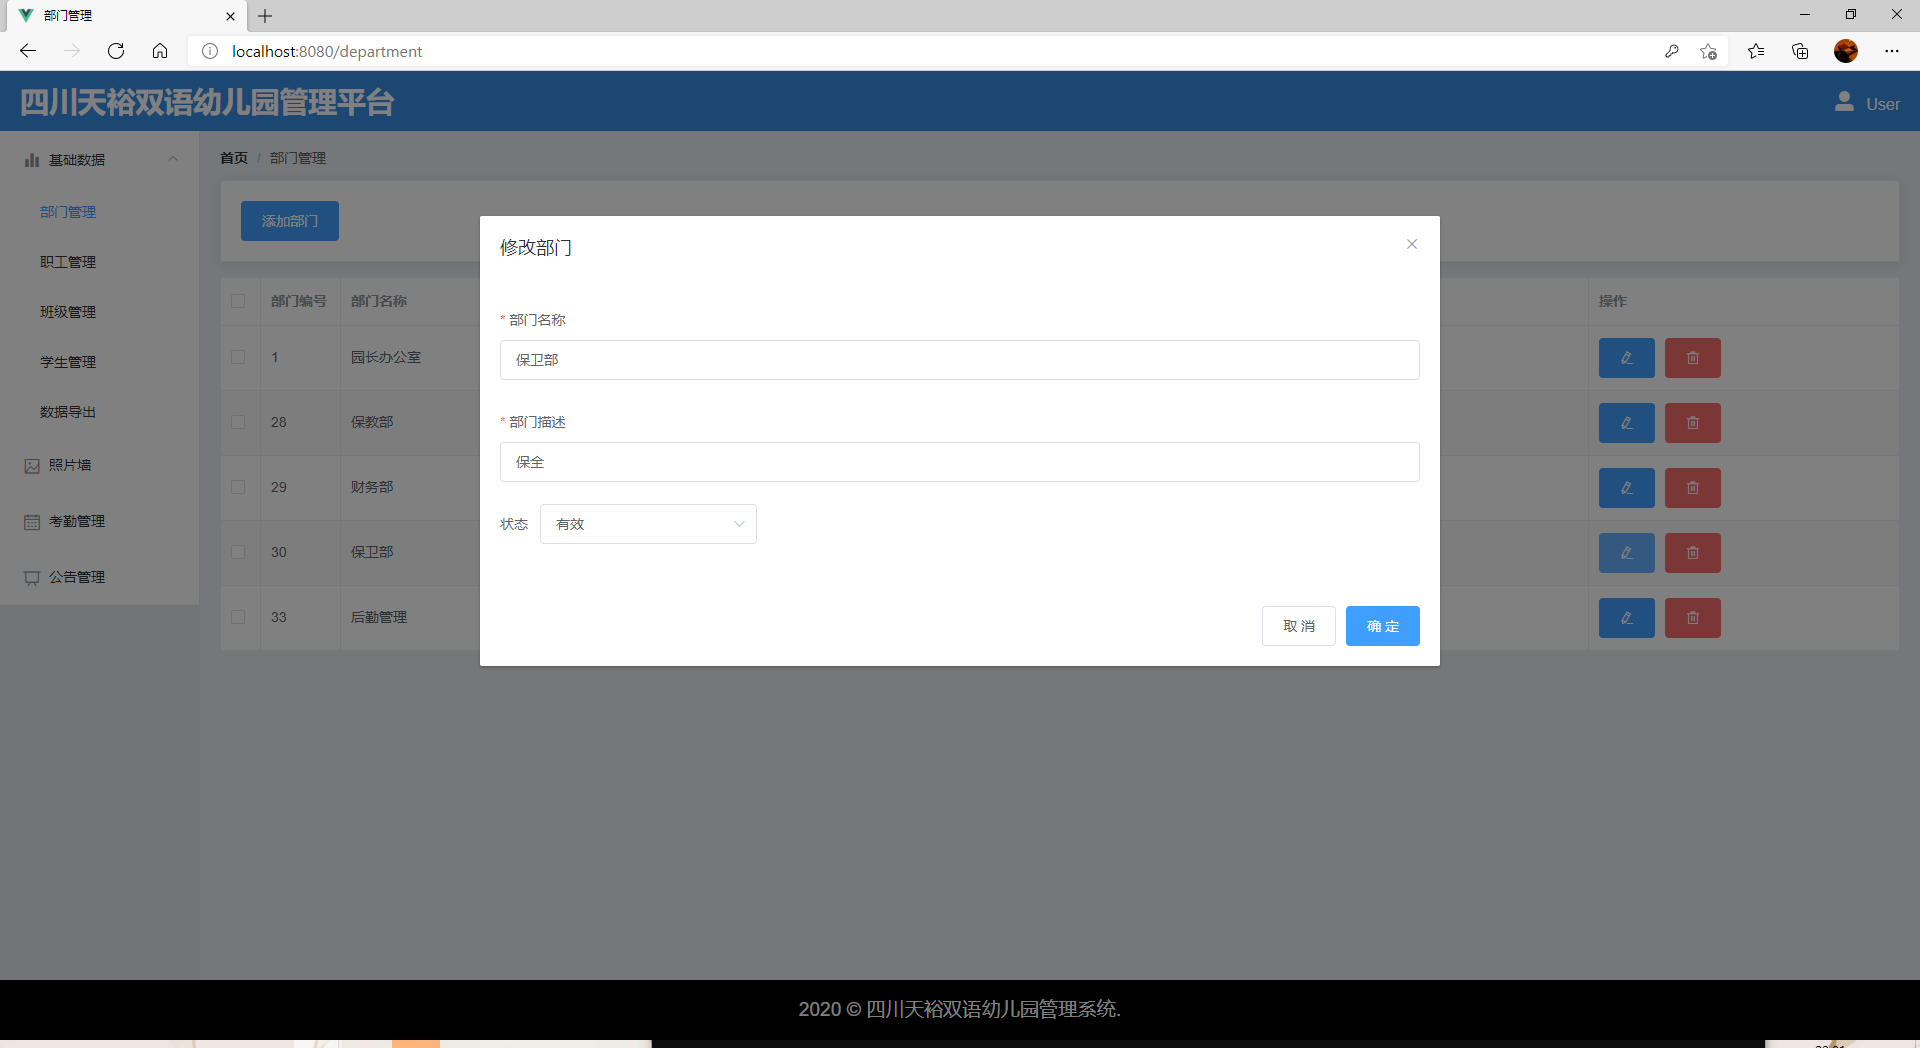 部门管理
localhost:8080/department
四川天裕双语幼儿园管理平台
User
基础数据
部门管理
职工管理
班级管理
学生管理
数据导出
照片墙
考勤管理
公告管理
首页 / 部门管理
添加部门
部门编号 部门名称 操作
1 园长办公室
28 保教部
29 财务部
30 保卫部
33 后勤管理
修改部门
* 部门名称
保卫部
* 部门描述
保全
状态 有效
取 消 确 定
2020 © 四川天裕双语幼儿园管理系统.